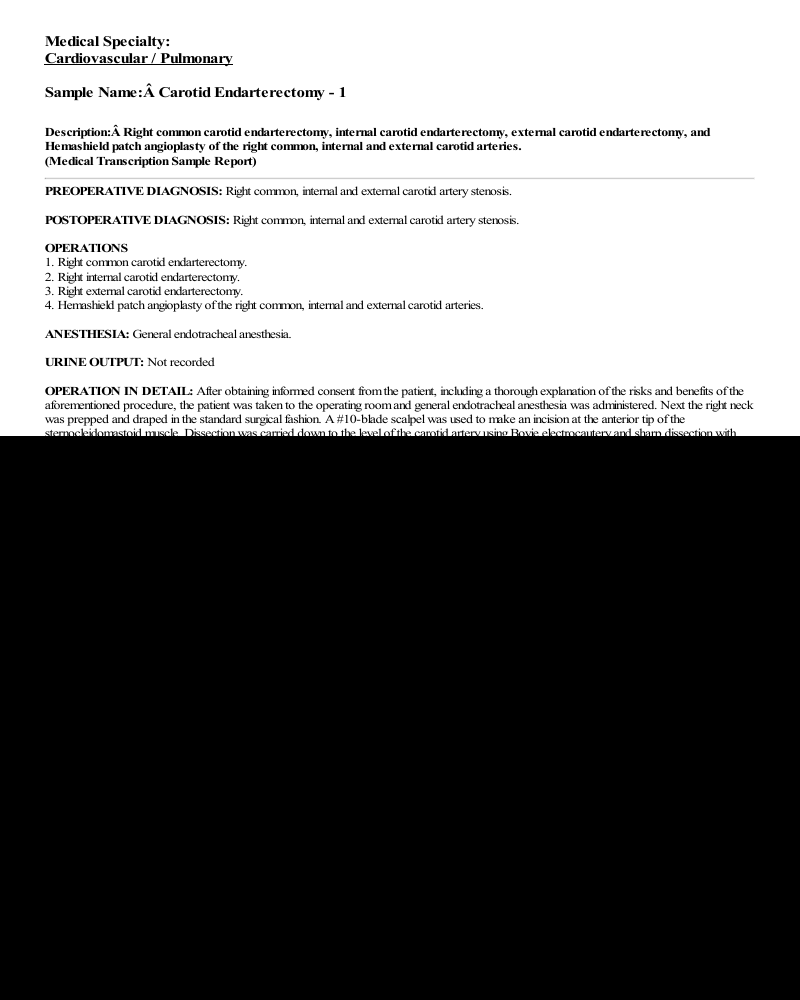 Medical Specialty:
Cardiovascular / Pulmonary
Sample Name:Â Carotid Endarterectomy - 1
Description:Â Right common carotid endarterectomy, internal carotid endarterectomy, external carotid endarterectomy, and
Hemashield patch angioplasty of the right common, internal and external carotid arteries.
(Medical Transcription Sample Report)
PREOPERATIVE DIAGNOSIS: Right common, internal and external carotid artery stenosis.
POSTOPERATIVE DIAGNOSIS: Right common, internal and external carotid artery stenosis.
OPERATIONS
1. Right common carotid endarterectomy.
2. Right internal carotid endarterectomy.
3. Right external carotid endarterectomy.
4. Hemashield patch angioplasty of the right common, internal and external carotid arteries.
ANESTHESIA: General endotracheal anesthesia.
URINE OUTPUT: Not recorded
OPERATION IN DETAIL: After obtaining informed consent from the patient, including a thorough explanation of the risks and benefits of the
aforementioned procedure, the patient was taken to the operating room and general endotracheal anesthesia was administered. Next the right neck
was prepped and draped in the standard surgical fashion. A #10-blade scalpel was used to make an incision at the anterior tip of the
sternocleidomastoid muscle. Dissection was carried down to the level of the carotid artery using Bovie electrocautery and sharp dissection with